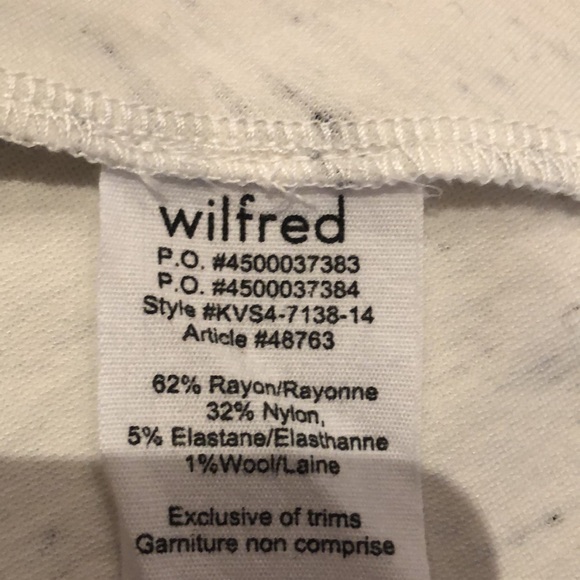 wilfred
P.O. #4500037383
P.O. #4500037384
Style #KVS4-7138-14
Article #48763
62% Rayon/Rayonne
32% Nylon,
5% Elastane/Elasthanne
1%Wool/Laine
Exclusive of trims
Garniture non comprise